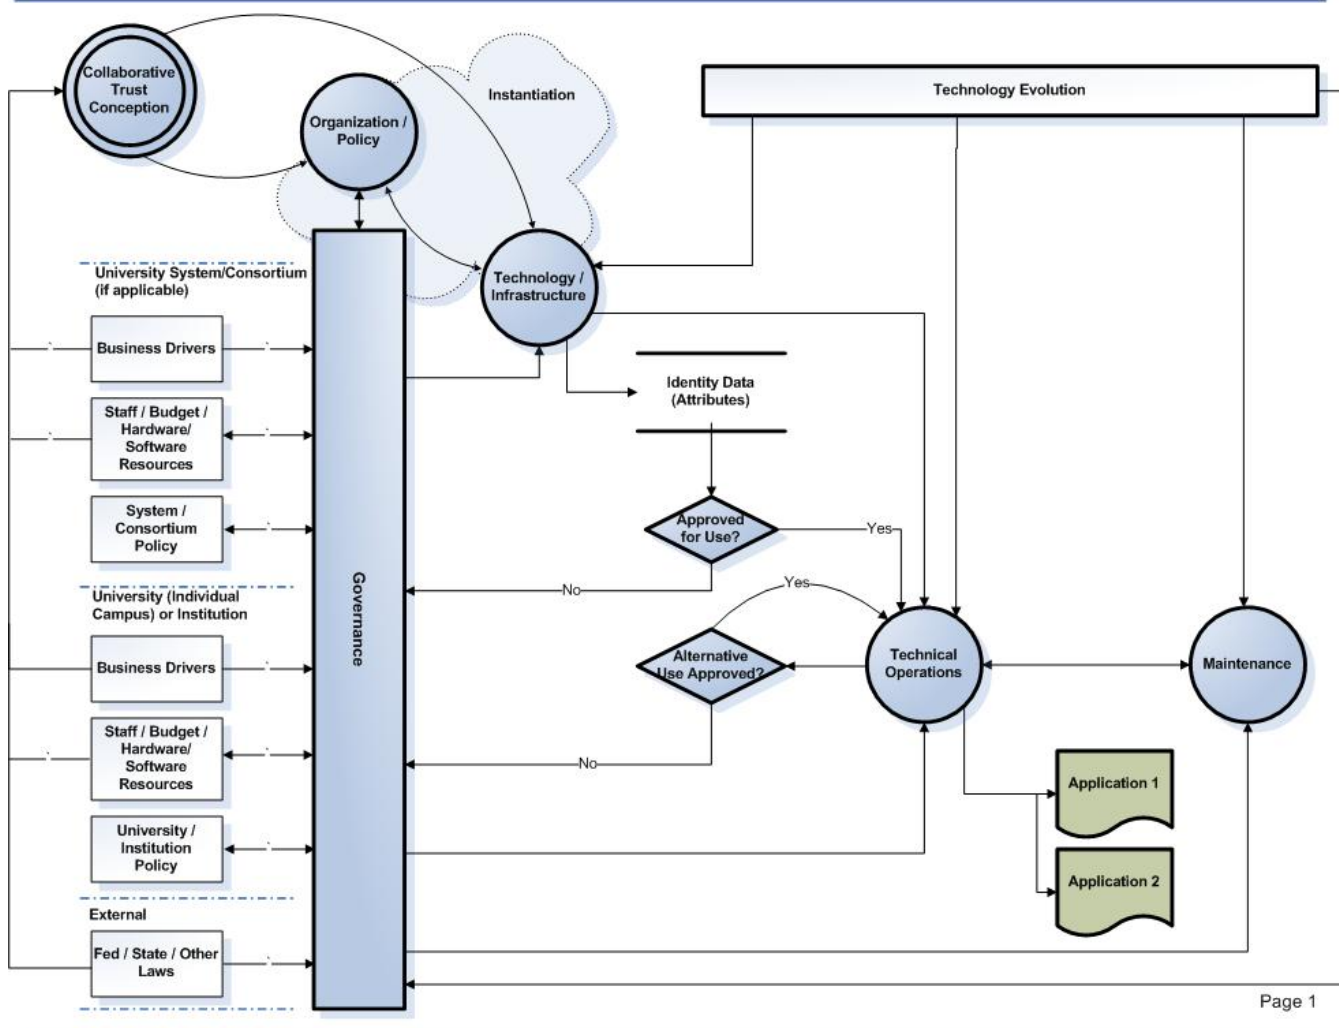 Collaborative
Trust
Conception
Organization /
Policy
Instantiation
Technology Evolution
Technology /
Infrastructure
University System/Consortium
(if applicable)
Business Drivers
Staff / Budget /
Hardware/
Software
Resources
System /
Consortium
Policy
University (Individual
Campus) or Institution
Business Drivers
Staff / Budget /
Hardware/
Software
Resources
University /
Institution
Policy
External
Fed / State / Other
Laws
Governance
Identity Data
(Attributes)
Approved
for Use?
Yes
No
Yes
Alternative
Use Approved?
No
Technical
Operations
Maintenance
Application 1
Application 2
Page 1